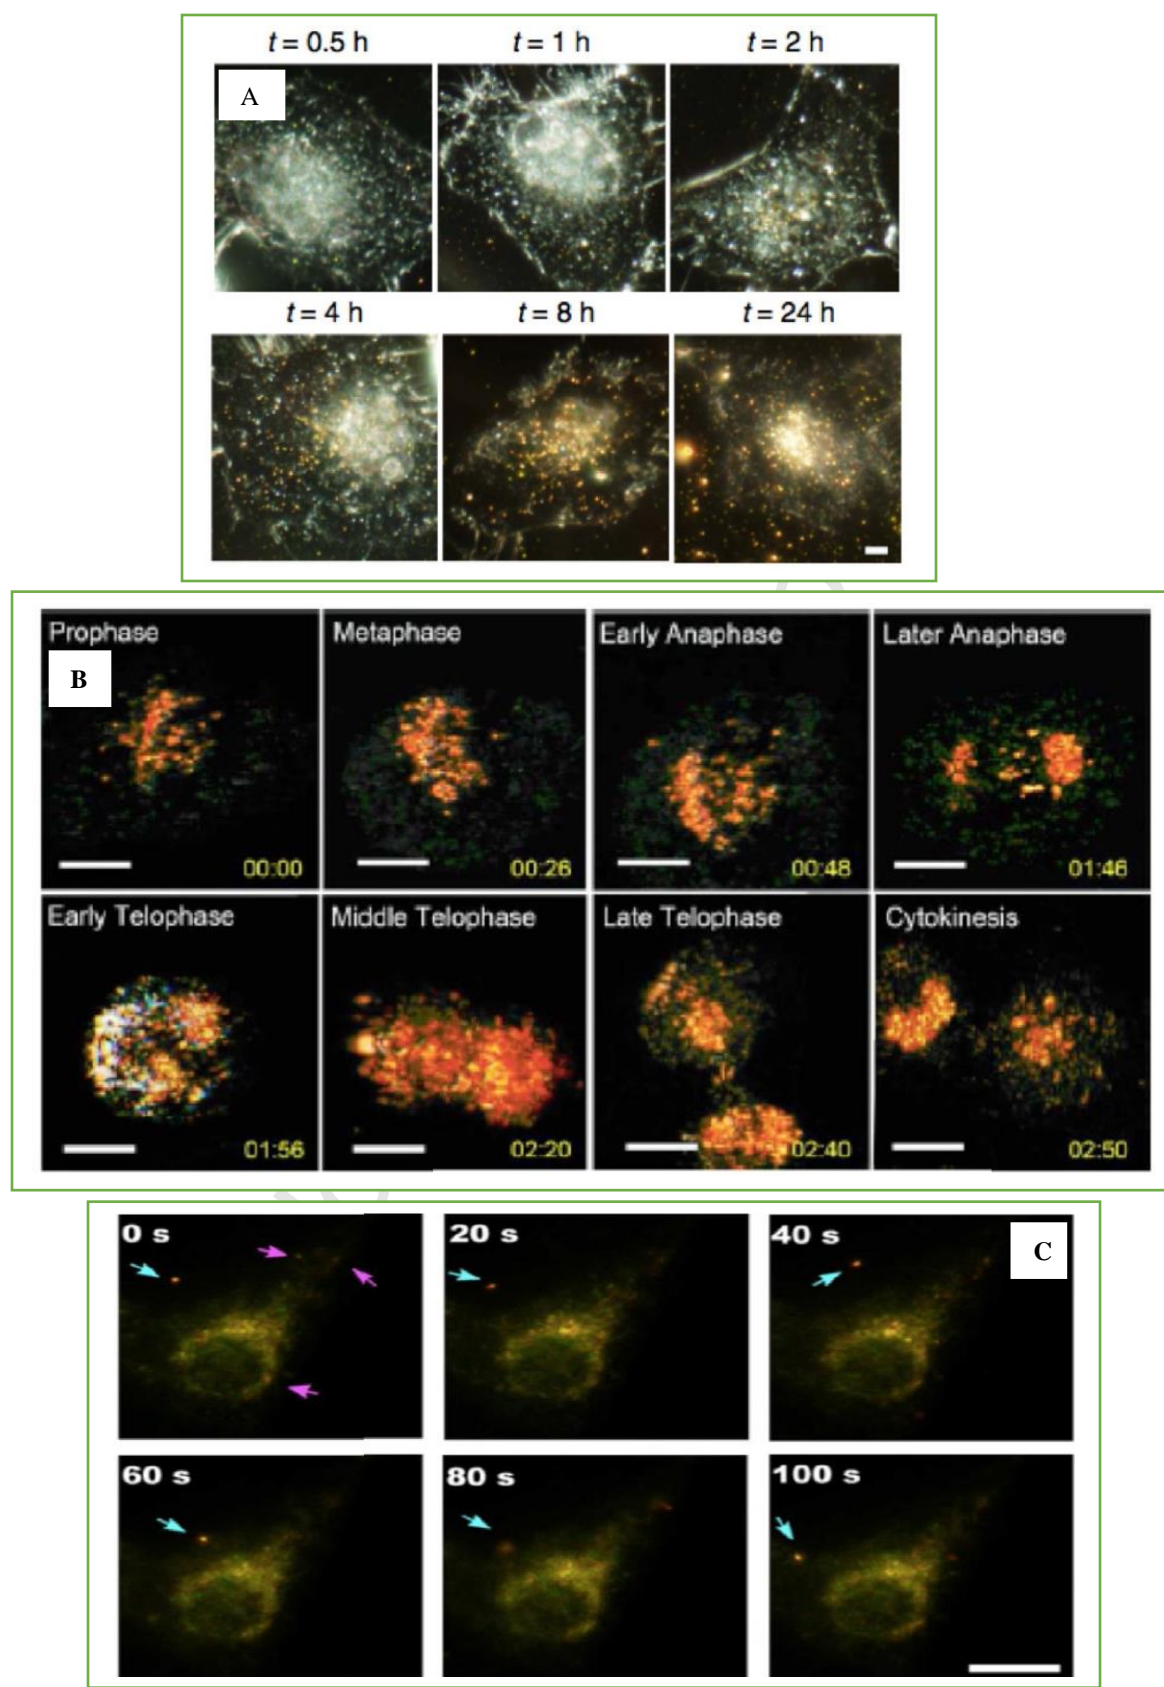 t = 0.5 h t = 1 h t = 2 h
A
t = 4 h t = 8 h t = 24 h
Prophase Metaphase Early Anaphase Later Anaphase
B
00:00 00:26 00:48 01:46
Early Telophase Middle Telophase Late Telophase Cytokinesis
01:56 02:20 02:40 02:50
0 s 20 s 40 s
C
60 s 80 s 100 s